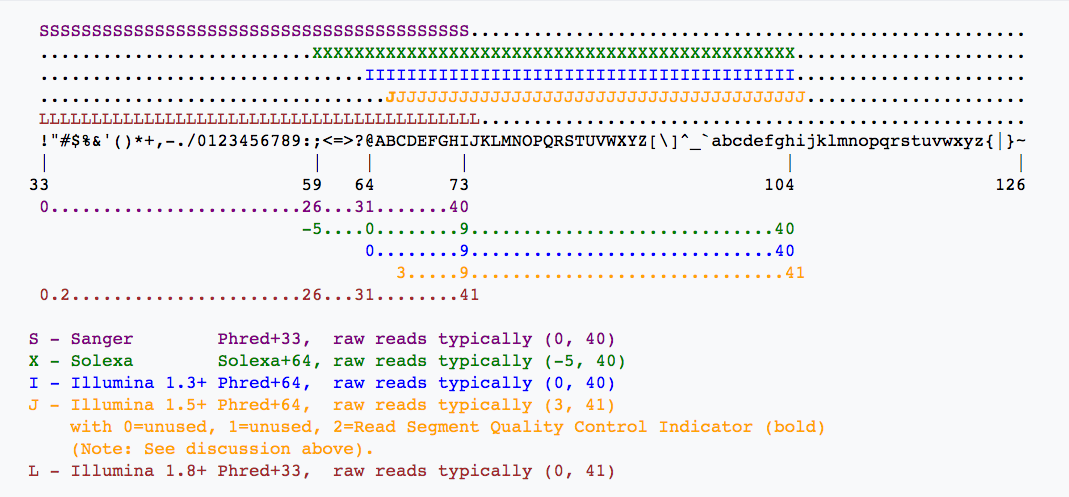 SSSSSSSSSSSSSSSSSSSSSSSSSSSSSSSSSSSSSSSSS.....................................................
..........................XXXXXXXXXXXXXXXXXXXXXXXXXXXXXXXXXXXXXXXXXXXXXX......................
...............................IIIIIIIIIIIIIIIIIIIIIIIIIIIIIIIIIIIIIIIII......................
.................................JJJJJJJJJJJJJJJJJJJJJJJJJJJJJJJJJJJJJJJJ.....................
LLLLLLLLLLLLLLLLLLLLLLLLLLLLLLLLLLLLLLLLLL....................................................
!"#$%&'()*+,-./0123456789:;<=>?@ABCDEFGHIJKLMNOPQRSTUVWXYZ[\]^_`abcdefghijklmnopqrstuvwxyz{|}~
| | | | | |
33 59 64 73 104 126
0........................26...31.......40
-5....0........9.............................40
0........9.............................40
3.....9..............................41
0.2......................26...31........41
S - Sanger Phred+33, raw reads typically (0, 40)
X - Solexa Solexa+64, raw reads typically (-5, 40)
I - Illumina 1.3+ Phred+64, raw reads typically (0, 40)
J - Illumina 1.5+ Phred+64, raw reads typically (3, 41)
with 0=unused, 1=unused, 2=Read Segment Quality Control Indicator (bold)
(Note: See discussion above).
L - Illumina 1.8+ Phred+33, raw reads typically (0, 41)